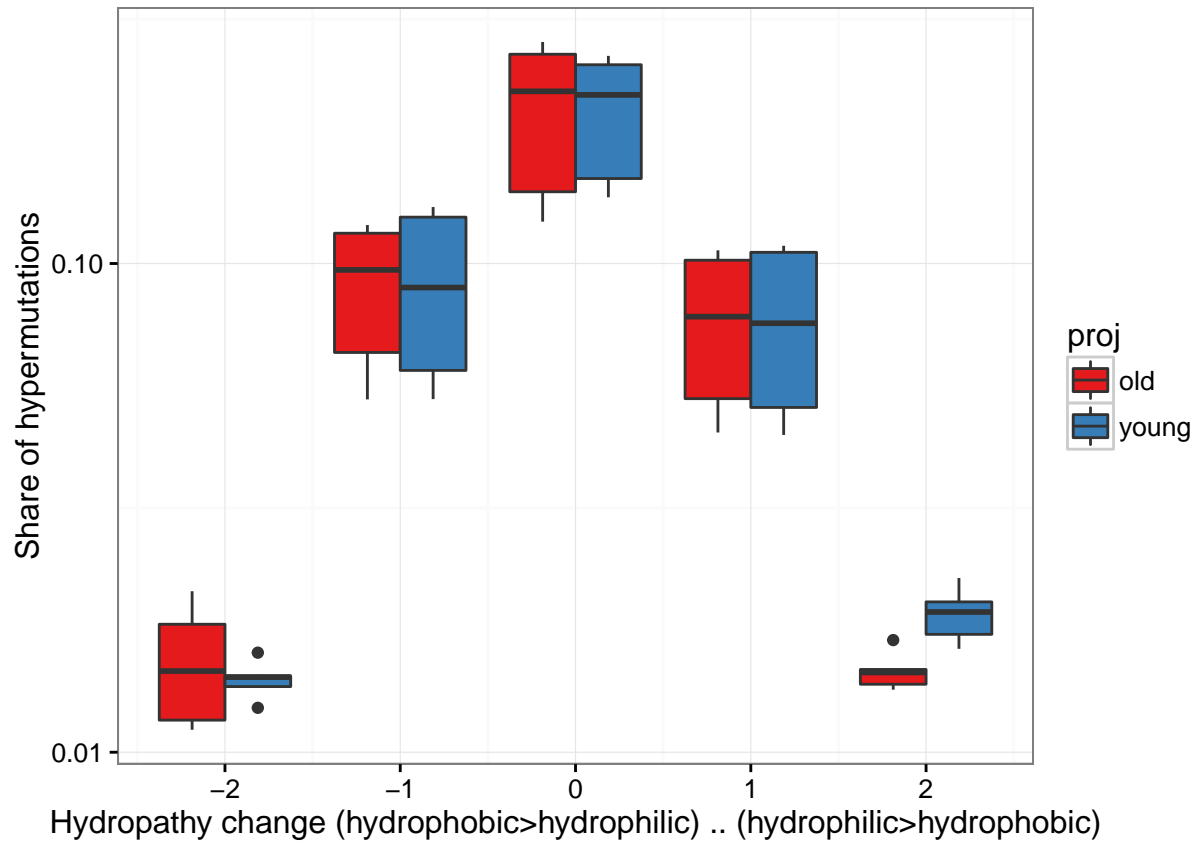 Share of hypermutations
0.10
0.01
−2
−1
0
1
2
Hydropathy change (hydrophobic>hydrophilic) .. (hydrophilic>hydrophobic)
proj
old
young